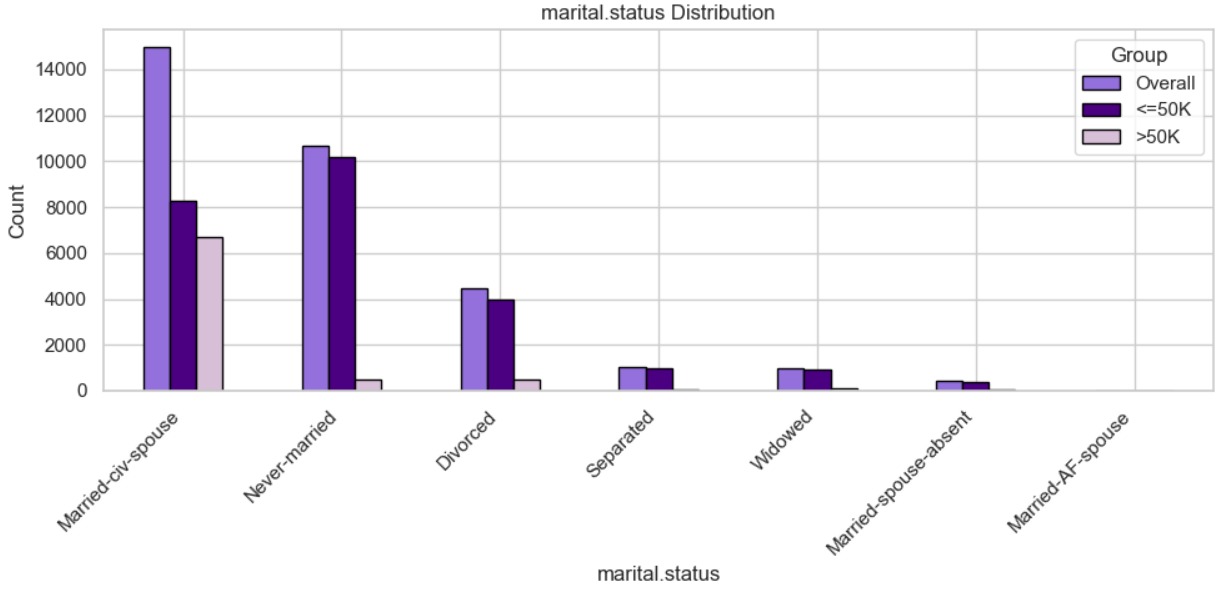 marital.status Distribution
Group
Overall
<=50K
>50K
Count
14000
12000
10000
8000
6000
4000
2000
0
Married-civ-spouse
Never-married
Divorced
Separated
Widowed
Married-spouse-absent
Married-AF-spouse
marital.status